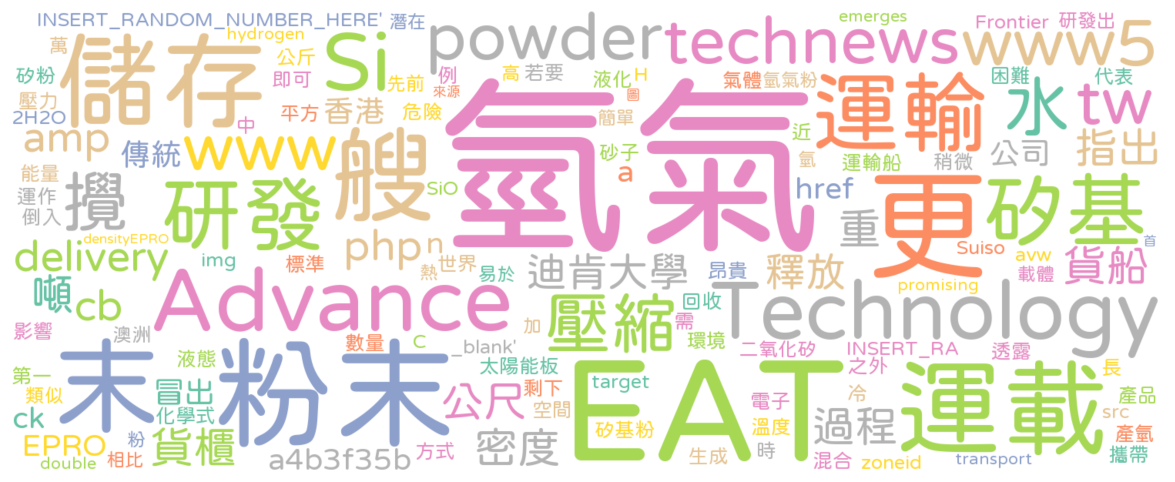 INSERT_RANDOM_NUMBER_HERE'
潛在
hydrogen
emerges
Frontier
研發出
萬
公斤
矽粉
即可
先前
例
高
若要
液化
H
氣體
氫氣粉
困難
代表
壓力
2H2O
中
平方
香港
危險
來源
圖
簡單
儲存
Si
powder
technews
www5
氫氣
運輸
水
tw
amp
傳統
www
艘
砂子
近
運輸船
稍微
公司
指出
能量
運作
倒入
攪
研發
SiO
a
氫
href
重
更
矽基
densityEPRO
delivery
img
標準
php
n
熱
世界
易於
迪肯大學
昂貴
釋放
Suiso
avw
載體
貨船
首
噸
cb
Advance
加
壓縮
回收
需
環境
promising
Technology
影響
澳洲
液態
數量
C
_blank'
太陽能板
二氧化矽
INSERT_RA
之外
透露
長
第一
類似
ck
冒出
化學式
末
粉末
公尺
剩下
空間
target
EAT
電子
溫度
冷
運載
產品
src
EPRO
double
粉
相比
貨櫃
a4b3f35b
方式
密度
矽基粉
生成
時
過程
混合
zoneid
transport
產氫
攜帶